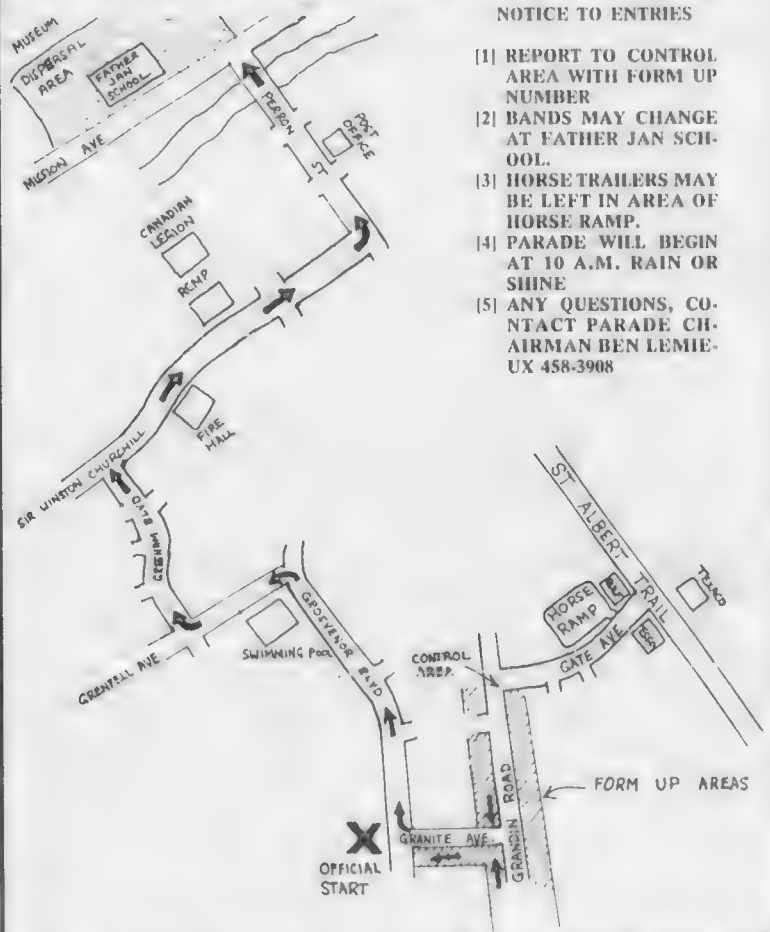 NOTICE TO ENTRIES
[1] REPORT TO CONTROL
AREA WITH FORM UP
NUMBER
[2] BANDS MAY CHANGE
AT FATHER JAN SCH-
OOL.
[3] HORSE TRAILERS MAY
BE LEFT IN AREA OF
HORSE RAMP.
[4] PARADE WILL BEGIN
AT 10 A.M. RAIN OR
SHINE
[5] ANY QUESTIONS, CO-
NTACT PARADE CH-
AIRMAN BEN LEMIE-
UX 458-3908
MUSEUM
DISPERSAL
AREA
FATHER
JAN
SCHOOL
MISSION AVE
PERRON
ST
POST
OFFICE
CANADIAN
LEGION
RCMP
FIRE
HALL
SIR WINSTON CHURCHILL
GREEHAM
BLVD
GRENFELL AVE
SWIMMING POOL
GROSVENOR BLVD
CONTROL
AREA
HORSE
RAMP
GATE AVE
ESSO
ST ALBERT TRAIL
TEXACO
FORM UP AREAS
GRANDIN ROAD
GRANITE AVE.
OFFICIAL
START